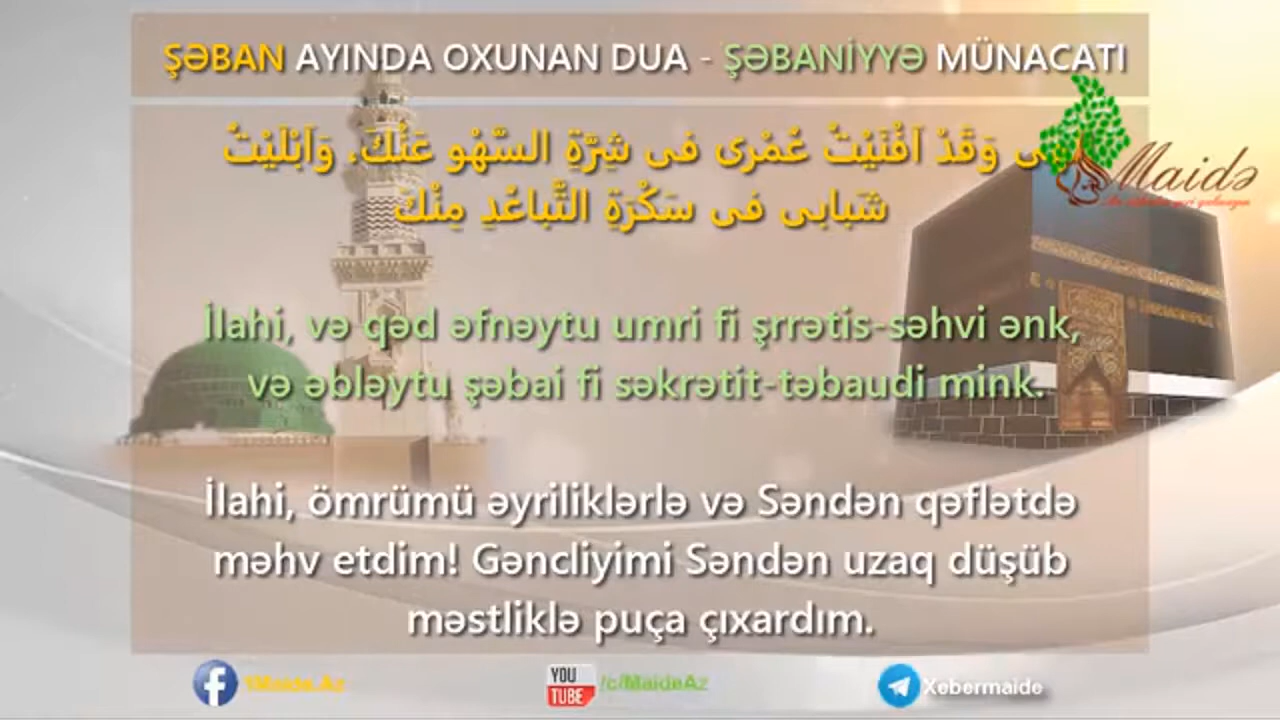 ŞƏBAN AYINDA OXUNAN DUA - ŞƏBANİYYƏ MÜNACATI
وَقَدْ اَفْنَيْتُ عُمْرى فى شِرَّةِ السَّهْوِ عَنْكَ، وَاَبْلَيْتُ
شَبابى فى سَكْرَةِ التَّباعُدِ مِنْكَ
Maidə
İlahi, və qəd əfnəytu umri fi şrrətis-səhvi ənk,
və əbləytu şəbai fi səkrətit-təbaudi mink.
İlahi, ömrümü əyriliklərlə və Səndən qəflətdə
məhv etdim! Gəncliyimi Səndən uzaq düşüb
məstliklə puça çıxardım.
YOU
TUBE
/c/MaideAz
Xebermaide